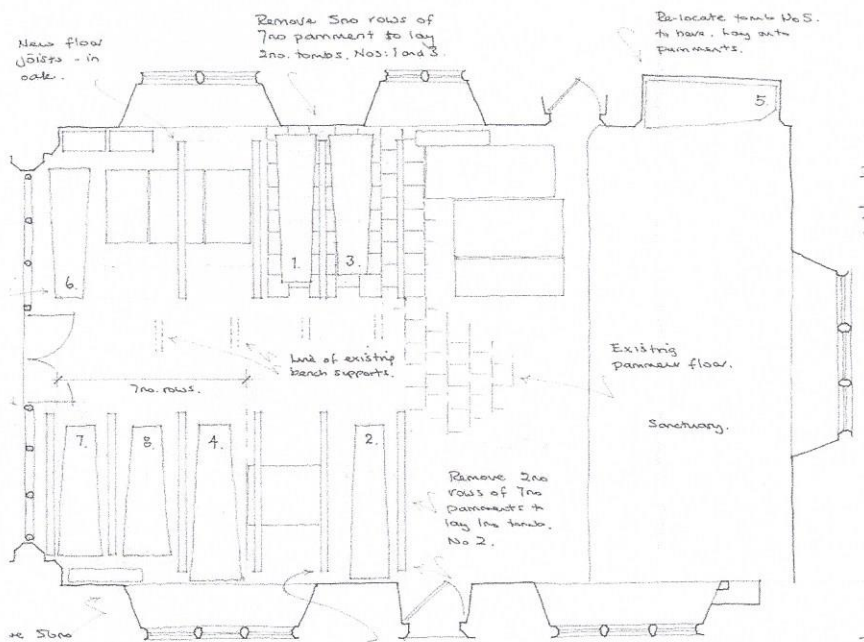 New floor
joists - in
oak.
Remove 5no rows of
7no pamment to lay
2no. tombs. Nos: 1 and 3.
Re-locate tomb No 5.
to here. Lay onto
pamments.
5.
1.
3.
6.
Line of existing
bench supports.
7no. rows.
Existing
pamment floor.
Sanctuary.
7.
8.
4.
2.
Remove 2no
rows of 7no
pamments to
lay 1no tomb.
No 2.